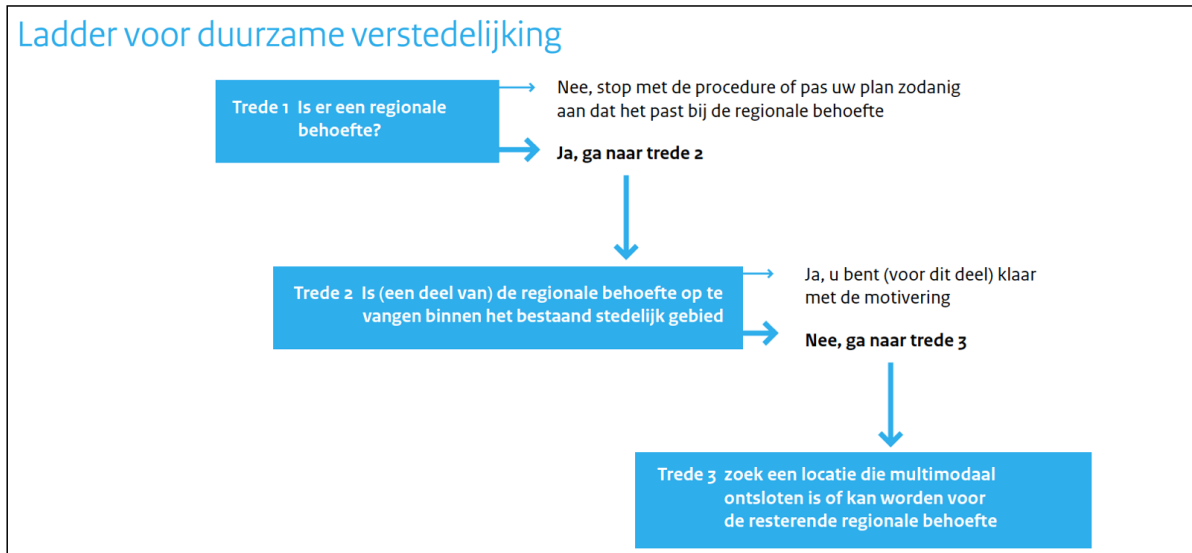 Ladder voor duurzame verstedelijking
Trede 1 Is er een regionale
behoefte?
Nee, stop met de procedure of pas uw plan zodanig
aan dat het past bij de regionale behoefte
Ja, ga naar trede 2
Trede 2 Is (een deel van) de regionale behoefte op te
vangen binnen het bestaand stedelijk gebied
Ja, u bent (voor dit deel) klaar
met de motivering
Nee, ga naar trede 3
Trede 3 zoek een locatie die multimodaal
ontsloten is of kan worden voor
de resterende regionale behoefte